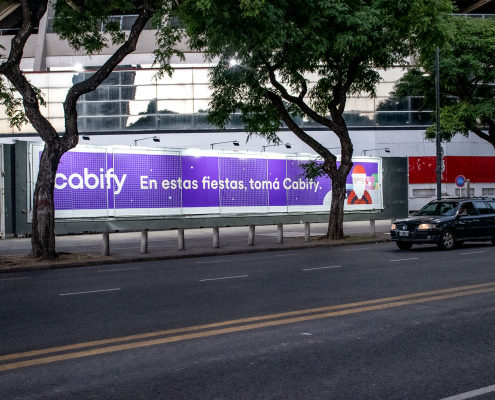 cabify En estas fiestas, tomá Cabify.